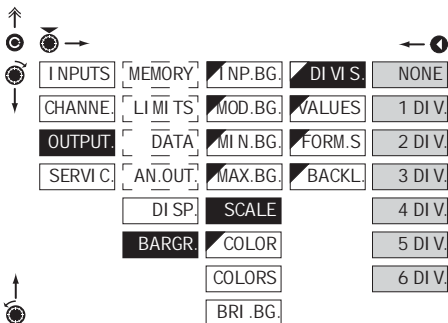 INPUTS MEMORY INP.BG. DIVIS. NONE
CHANNE. LIMITS MOD.BG. VALUES 1 DIV.
OUTPUT. DATA MIN.BG. FORM.S 2 DIV.
SERVIC. AN.OUT. MAX.BG. BACKL. 3 DIV.
DISP. SCALE 4 DIV.
BARGR. COLOR 5 DIV.
COLORS 6 DIV.
BRI.BG.